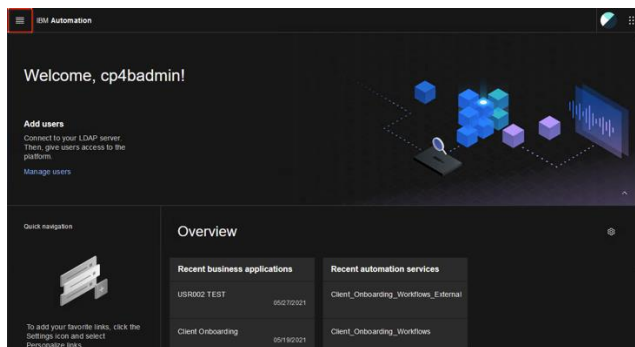 IBM Automation
Welcome, cp4badmin!
Add users
Connect to your LDAP server.
Then, give users access to the
platform.
Manage users
Quick navigation
To add your favorite links, click the
Settings icon and select
Personalize links.
Overview
Recent business applications
USR002 TEST
05/27/2021
Client Onboarding
05/19/2021
Recent automation services
Client_Onboarding_Workflows_External
Client_Onboarding_Workflows